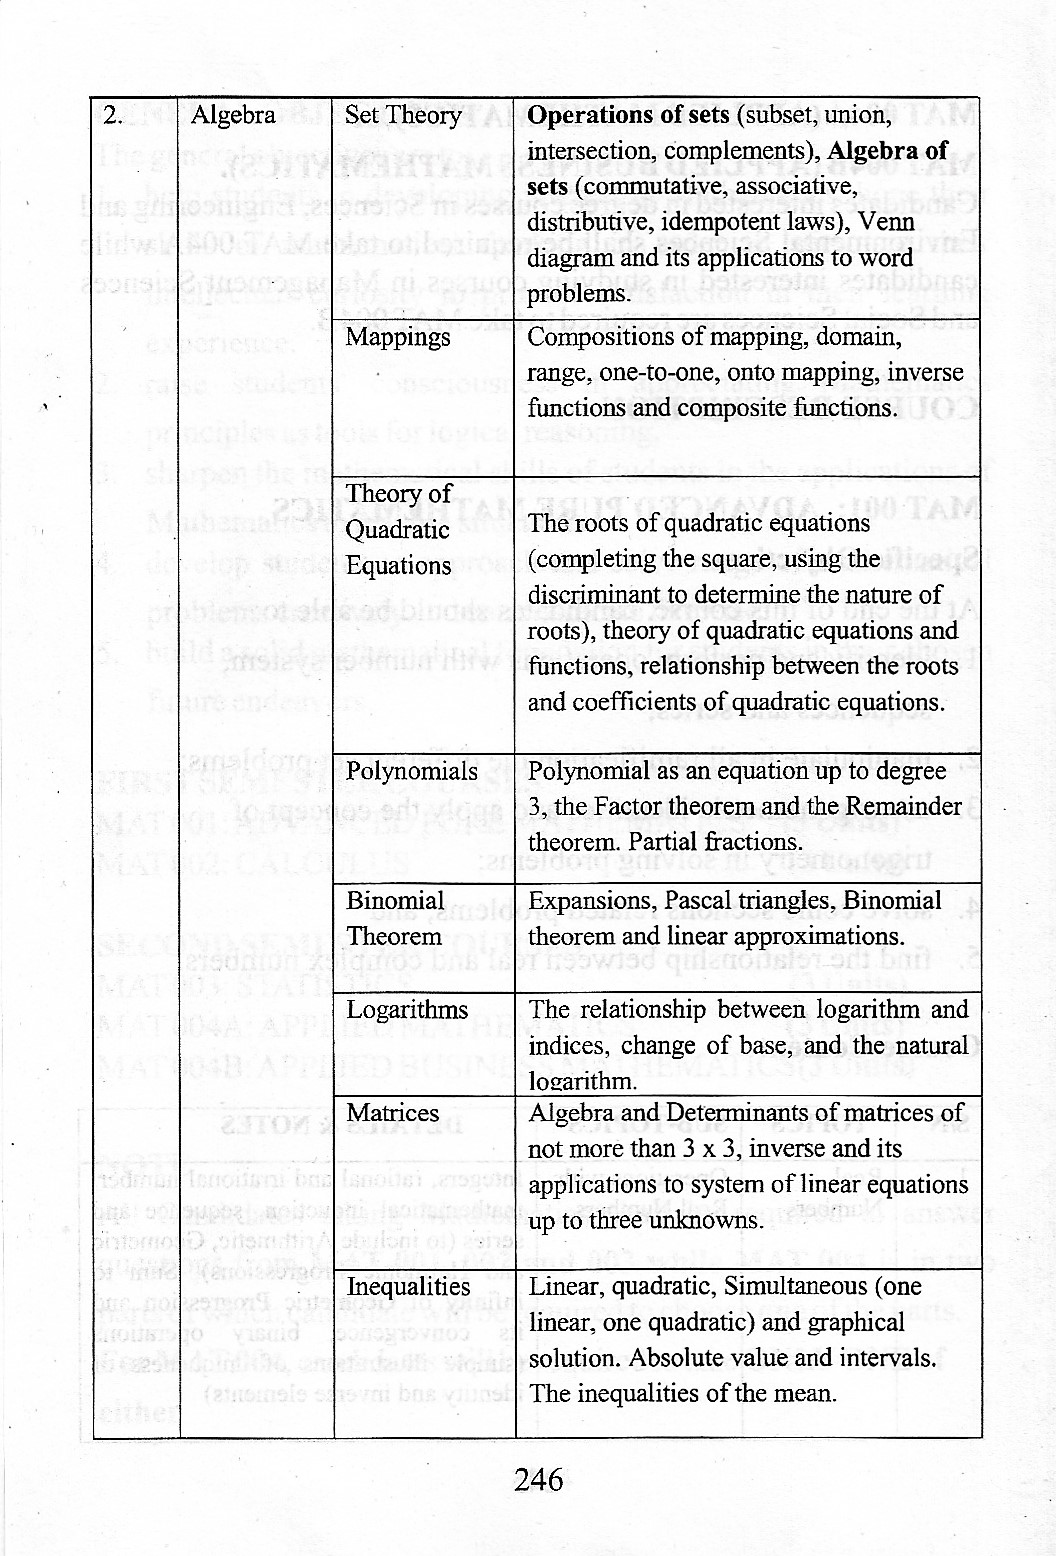 2. Algebra Set Theory Operations of sets (subset, union,
intersection, complements), Algebra of
sets (commutative, associative,
distributive, idempotent laws), Venn
diagram and its applications to word
problems.
Mappings Compositions of mapping, domain,
range, one-to-one, onto mapping, inverse
functions and composite functions.
Theory of
Quadratic
Equations
The roots of quadratic equations
(completing the square, using the
discriminant to determine the nature of
roots), theory of quadratic equations and
functions, relationship between the roots
and coefficients of quadratic equations.
Polynomials Polynomial as an equation up to degree
3, the Factor theorem and the Remainder
theorem. Partial fractions.
Binomial
Theorem
Expansions, Pascal triangles, Binomial
theorem and linear approximations.
Logarithms The relationship between logarithm and
indices, change of base, and the natural
logarithm.
Matrices Algebra and Determinants of matrices of
not more than 3 x 3, inverse and its
applications to system of linear equations
up to three unknowns.
Inequalities Linear, quadratic, Simultaneous (one
linear, one quadratic) and graphical
solution. Absolute value and intervals.
The inequalities of the mean.
246